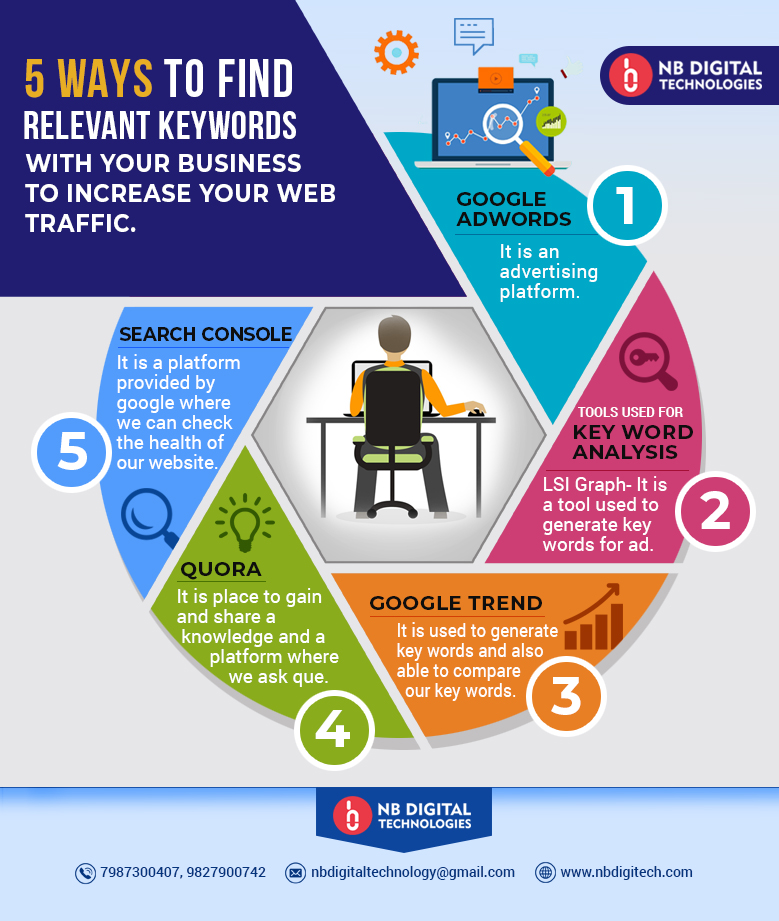 5 WAYS TO FIND
RELEVANT KEYWORDS
WITH YOUR BUSINESS
TO INCREASE YOUR WEB
TRAFFIC.
NB DIGITAL
TECHNOLOGIES
1
GOOGLE
ADWORDS
It is an
advertising
platform.
TOOLS USED FOR
KEY WORD
ANALYSIS
LSI Graph- It is
a tool used to
generate key
words for ad.
2
GOOGLE TREND
It is used to generate
key words and also
able to compare
our key words.
3
QUORA
It is place to gain
and share a
knowledge and a
platform where
we ask que.
4
SEARCH CONSOLE
It is a platform
provided by
google where
we can check
the health of
our website.
5
NB DIGITAL
TECHNOLOGIES
7987300407, 9827900742 nbdigitaltechnology@gmail.com www.nbdigitech.com